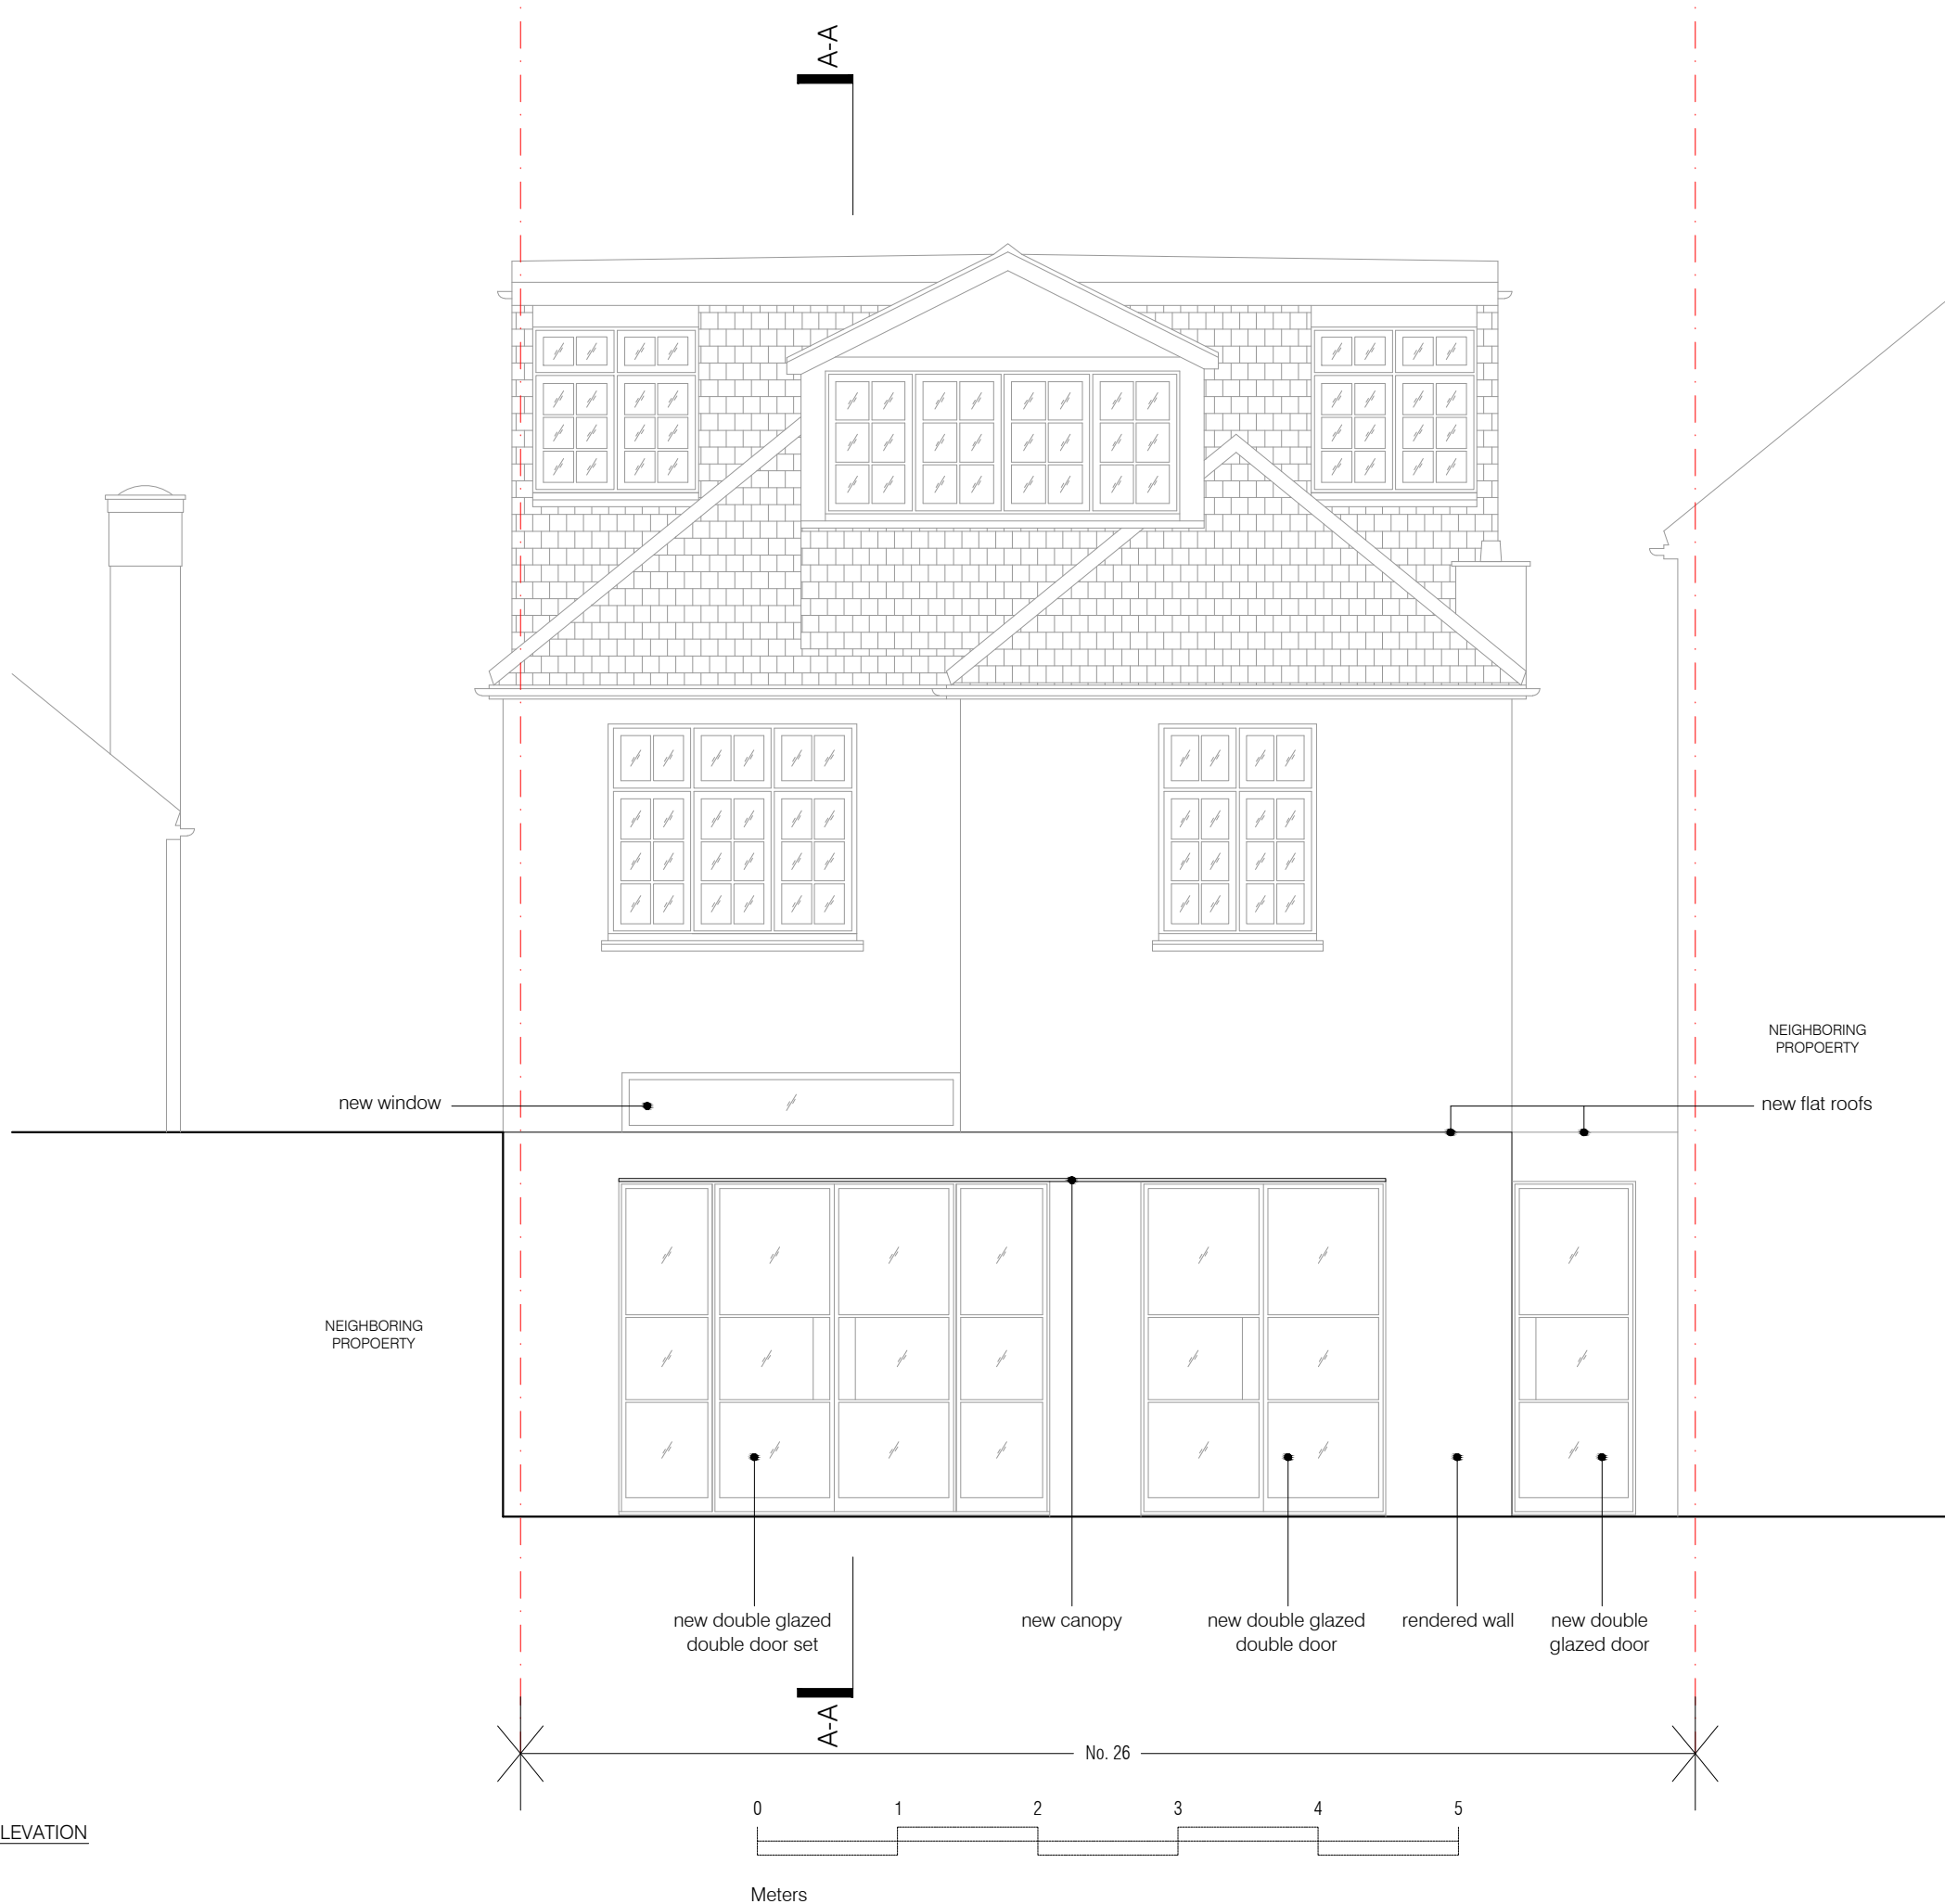 A-A
NEIGHBORING
PROPOERTY
new window
new flat roofs
NEIGHBORING
PROPOERTY
new double glazed
double door set
new canopy
new double glazed
double door
rendered wall
new double
glazed door
A-A
No. 26
0 1 2 3 4 5
LEVATION
Meters